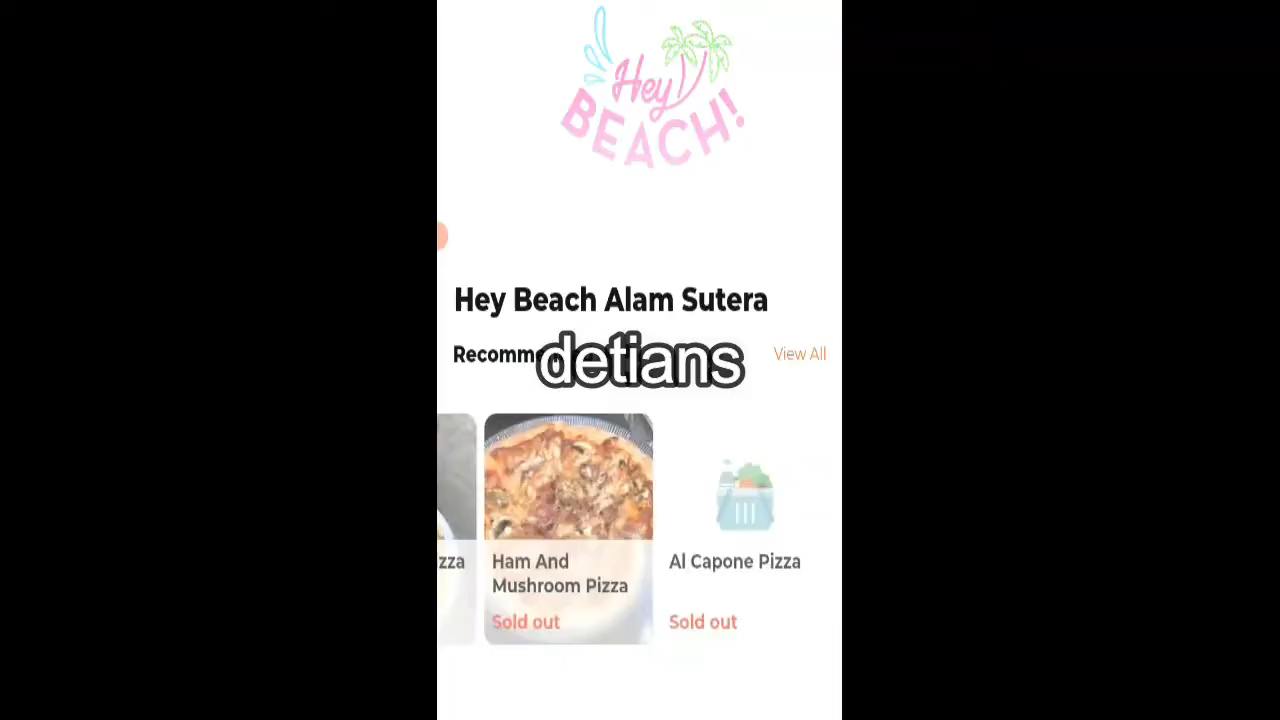 Hey
BEACH!
Hey Beach Alam Sutera
detians
View All
zza
Ham And
Mushroom Pizza
Sold out
Al Capone Pizza
Sold out